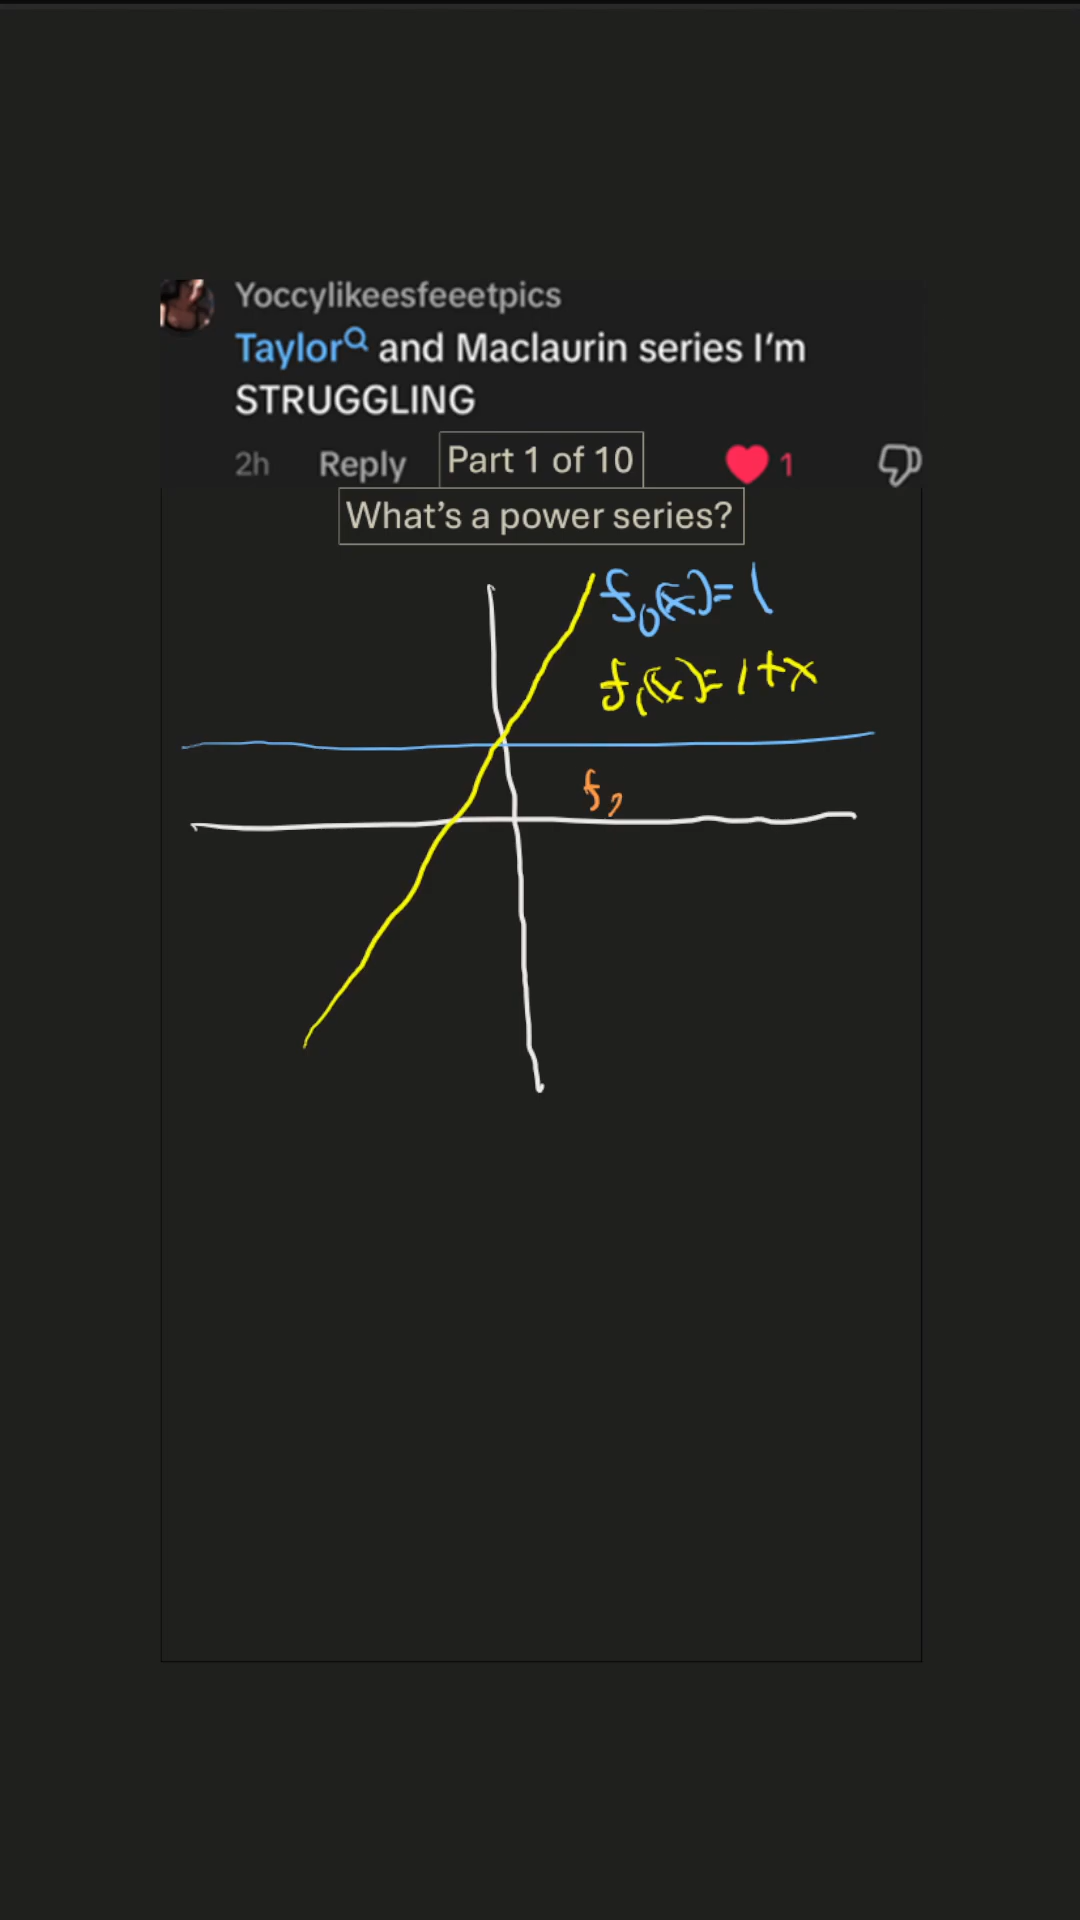 Yoccylikeesfeeetpics
Taylor and Maclaurin series I’m
STRUGGLING
2h Reply Part 1 of 10 1
What’s a power series?
f₀(x)= 1
f₁(x)= 1+x
f₂